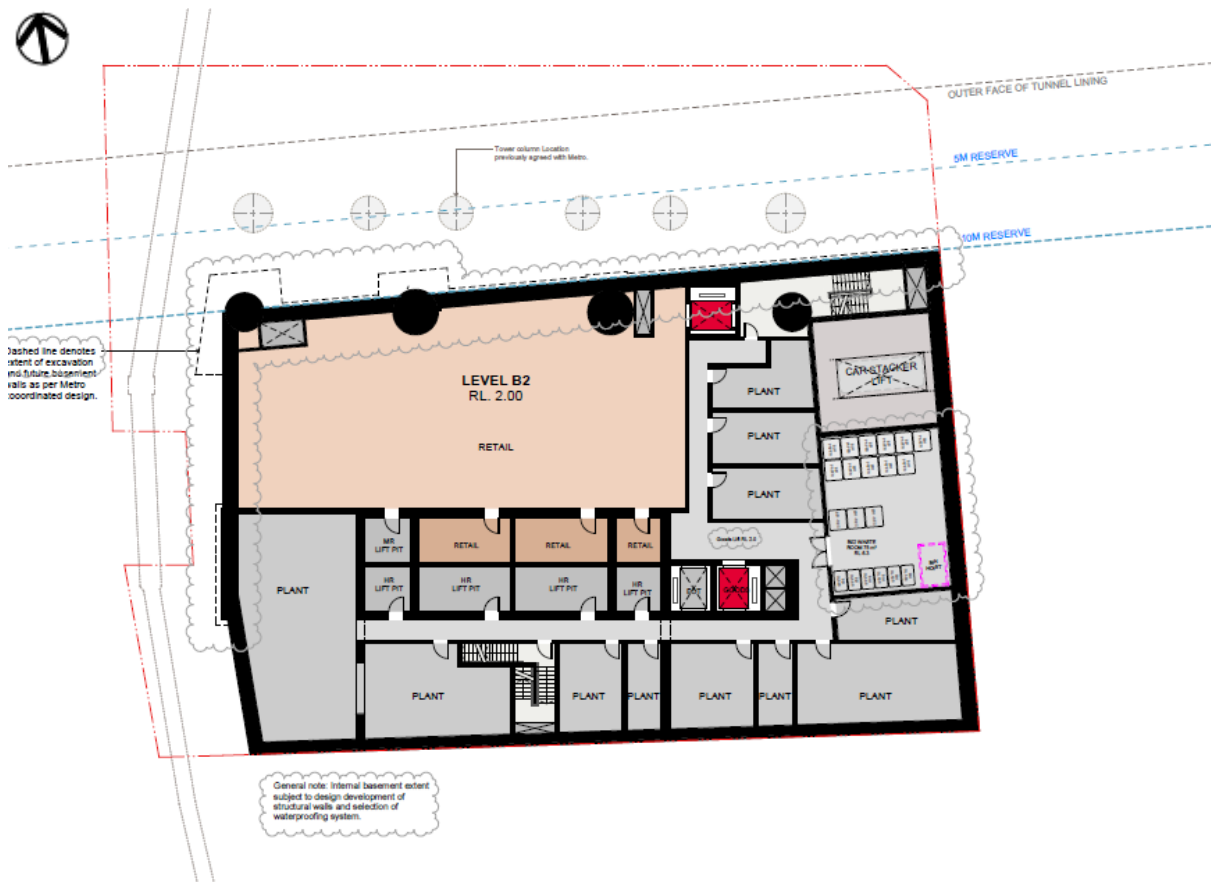 OUTER FACE OF TUNNEL LINING
Tower column Location
previously agreed with Metro.
5M RESERVE
10M RESERVE
Dashed line denotes
extent of excavation
and future basement
walls as per Metro
coordinated design.
CAR STACKER
LIFT
LEVEL B2
RL. 2.00
RETAIL
PLANT
PLANT
PLANT
MR
LIFT PIT
RETAIL
RETAIL
RETAIL
HR
LIFT PIT
HR
LIFT PIT
HR
LIFT PIT
HR
LIFT PIT
GOODS
PLANT
PLANT
PLANT
PLANT
PLANT
PLANT
PLANT
PLANT
PLANT
General note: Internal basement extent
subject to design development of
structural walls and selection of
waterproofing system.